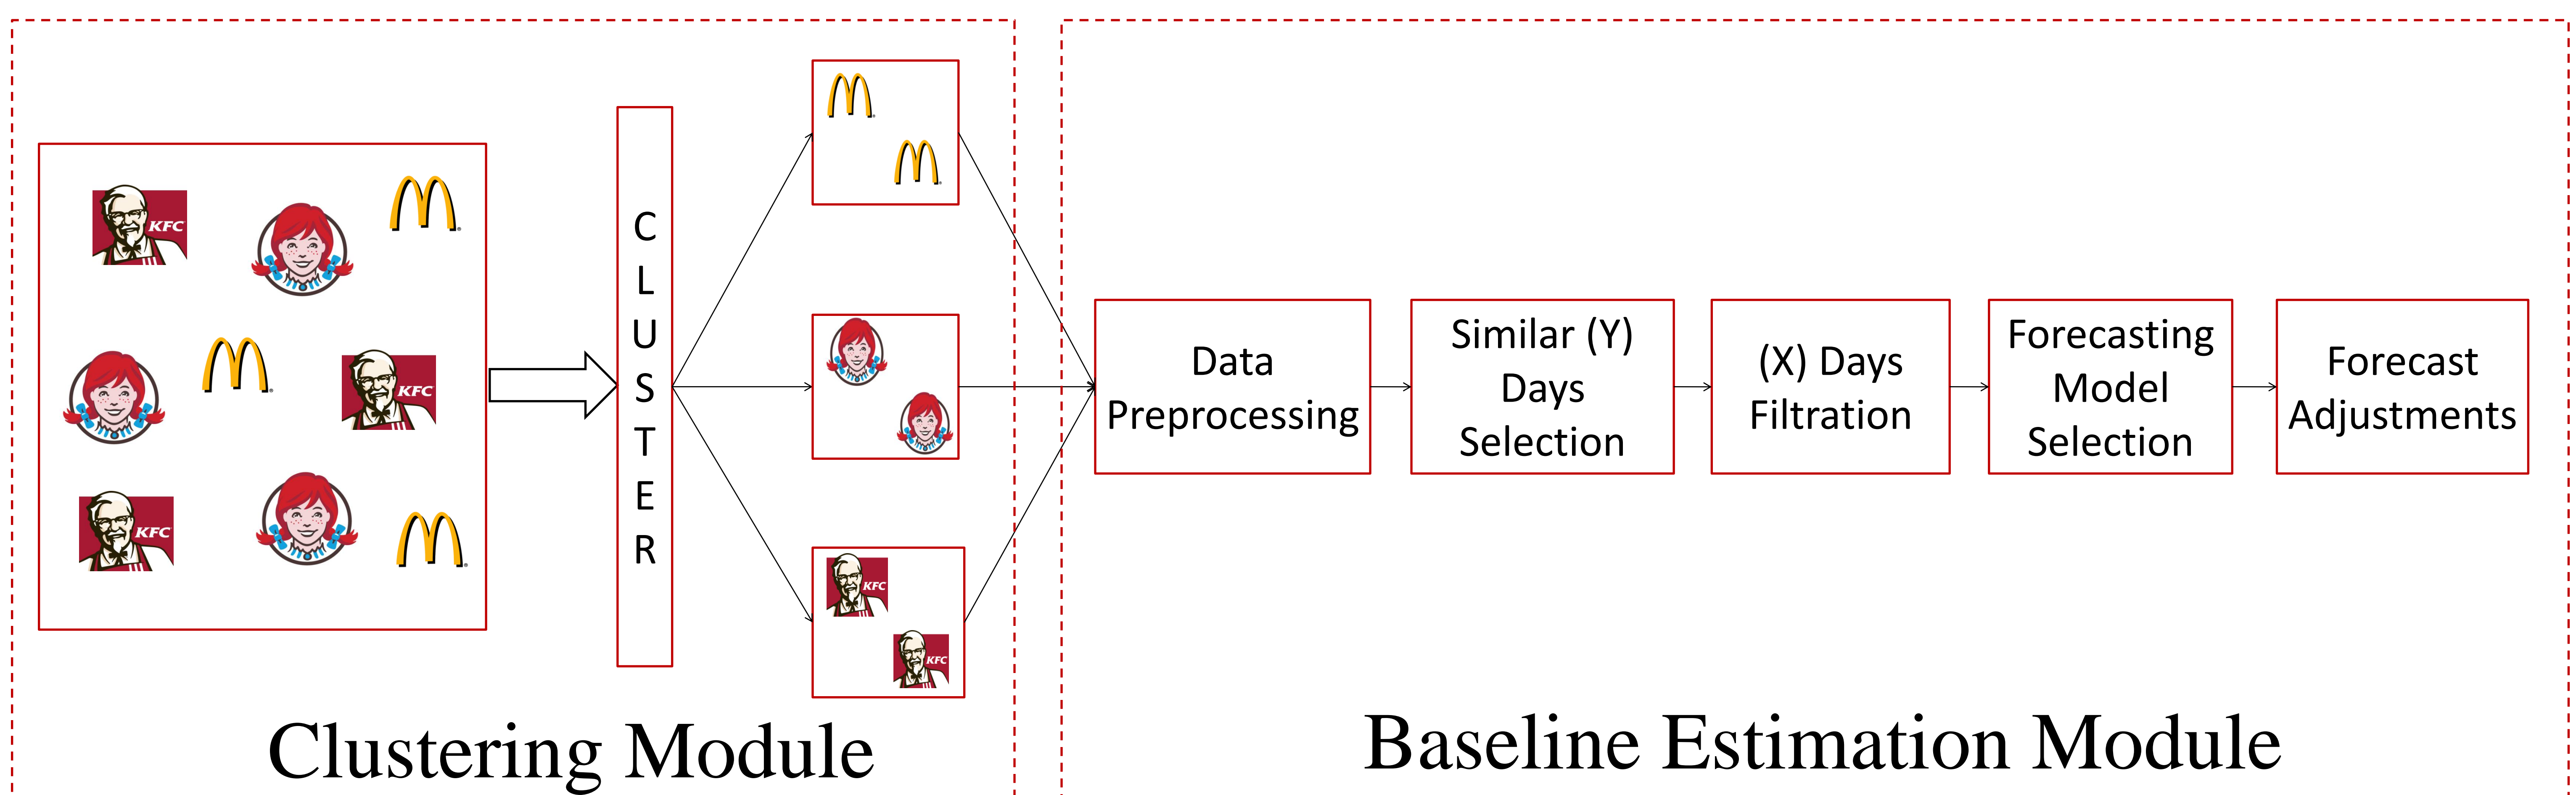 KFC
KFC
KFC
C
L
U
S
T
E
R
KFC
KFC
Clustering Module
Data
Preprocessing
Similar (Y)
Days
Selection
(X) Days
Filtration
Forecasting
Model
Selection
Forecast
Adjustments
Baseline Estimation Module